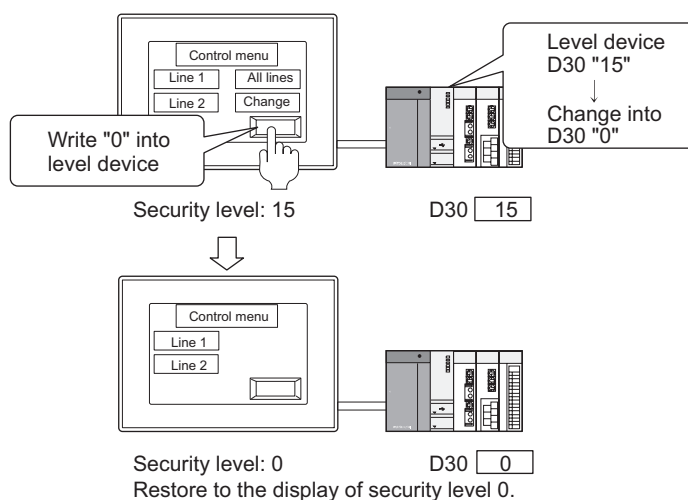 Control menu
Line 1 All lines
Line 2 Change
Write "0" into
level device
Level device
D30 "15"
↓
Change into
D30 "0"
Security level: 15 D30 15
Control menu
Line 1
Line 2
Security level: 0 D30 0
Restore to the display of security level 0.